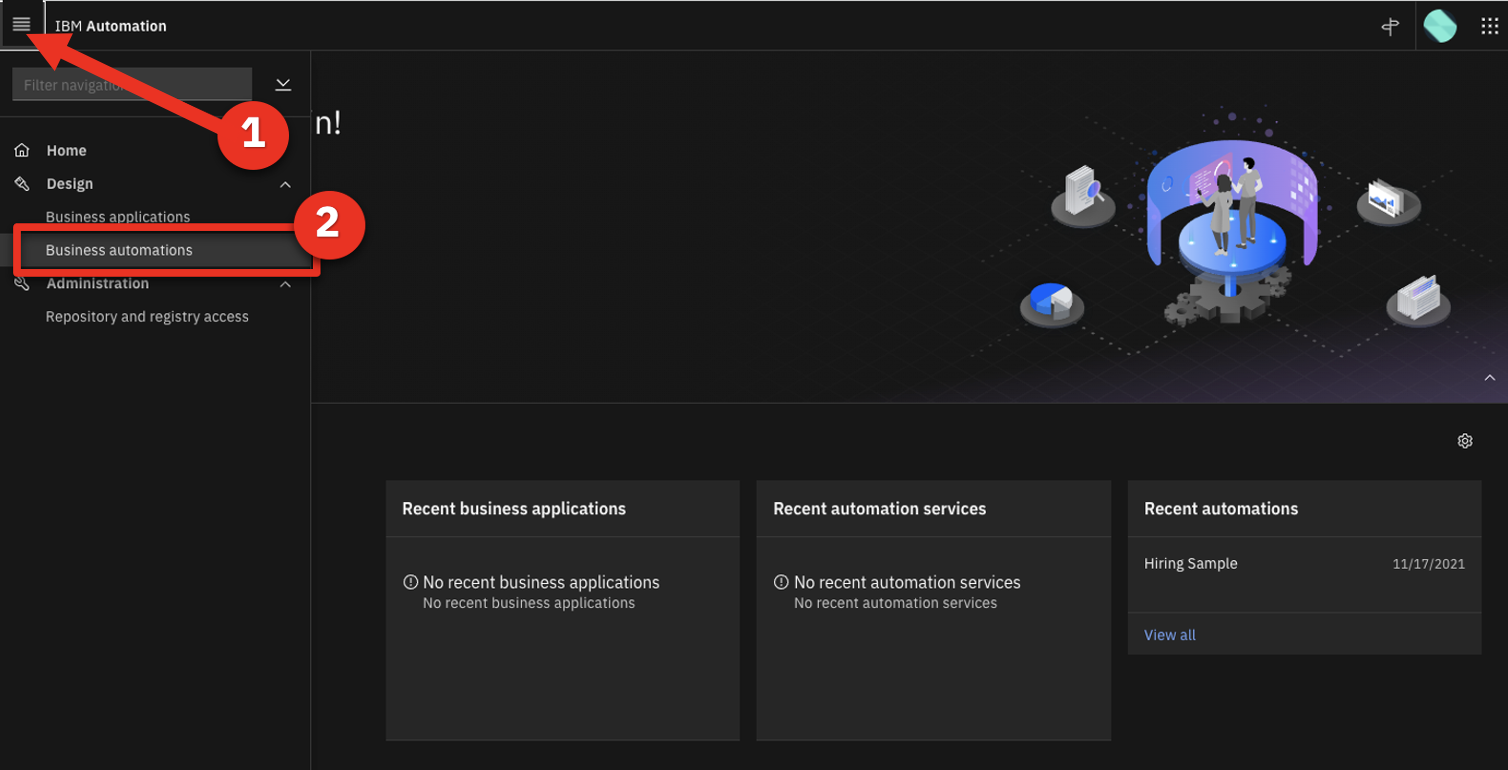 IBM Automation
Filter navigation
1
n!
Home
Design
Business applications
2
Business automations
Administration
Repository and registry access
Recent business applications
No recent business applications
No recent business applications
Recent automation services
No recent automation services
No recent automation services
Recent automations
Hiring Sample 11/17/2021
View all